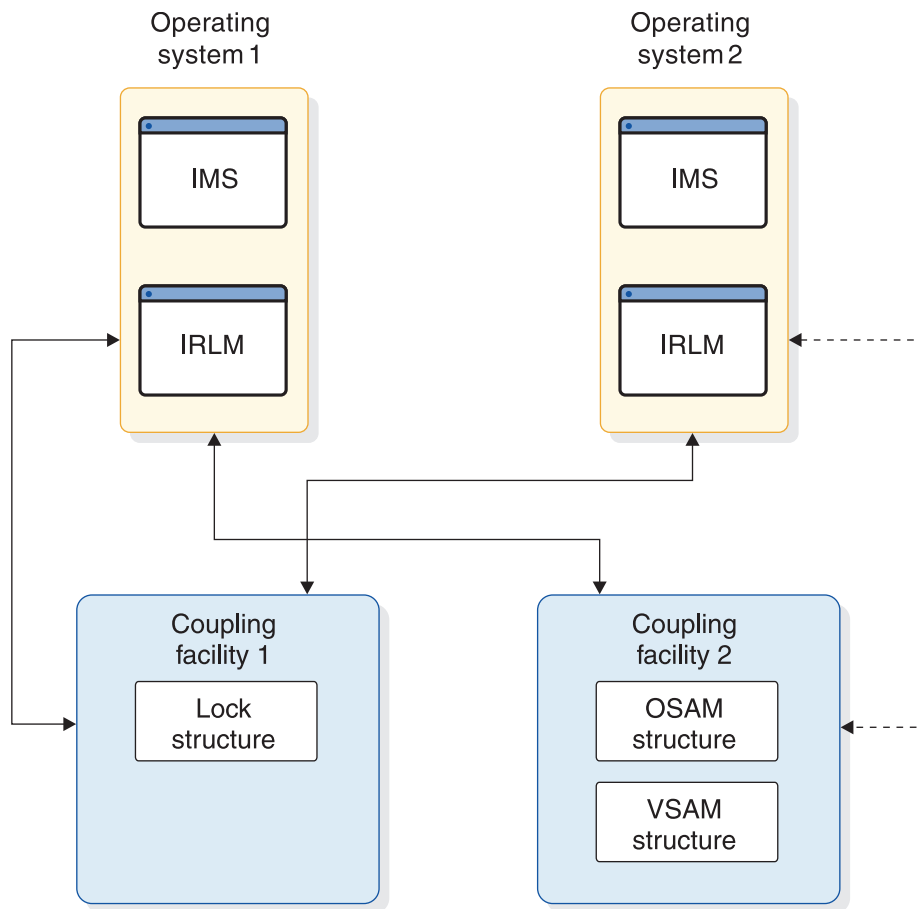 Operating
system 1
Operating
system 2
IMS
IMS
IRLM
IRLM
Coupling
facility 1
Coupling
facility 2
Lock
structure
OSAM
structure
VSAM
structure